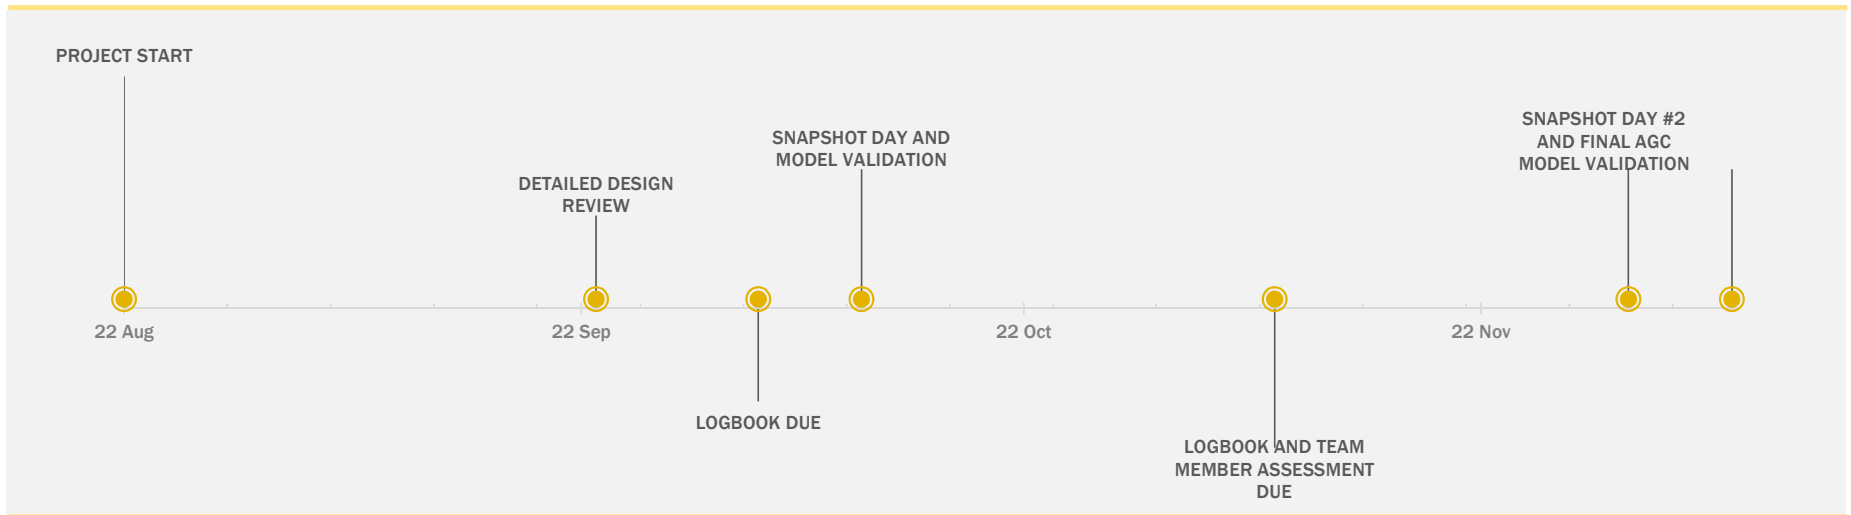 PROJECT START
SNAPSHOT DAY #2
AND FINAL AGC
MODEL VALIDATION
SNAPSHOT DAY AND
MODEL VALIDATION
DETAILED DESIGN
REVIEW
22 Aug
22 Sep
22 Oct
22 Nov
LOGBOOK DUE
LOGBOOK AND TEAM
MEMBER ASSESSMENT
DUE